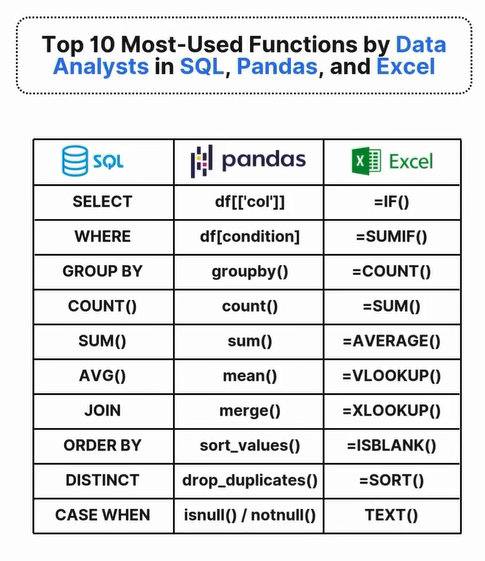 Top 10 Most-Used Functions by Data
Analysts in SQL, Pandas, and Excel
SQL pandas Excel
SELECT df[['col']] =IF()
WHERE df[condition] =SUMIF()
GROUP BY groupby() =COUNT()
COUNT() count() =SUM()
SUM() sum() =AVERAGE()
AVG() mean() =VLOOKUP()
JOIN merge() =XLOOKUP()
ORDER BY sort_values() =ISBLANK()
DISTINCT drop_duplicates() =SORT()
CASE WHEN isnull() / notnull() TEXT()